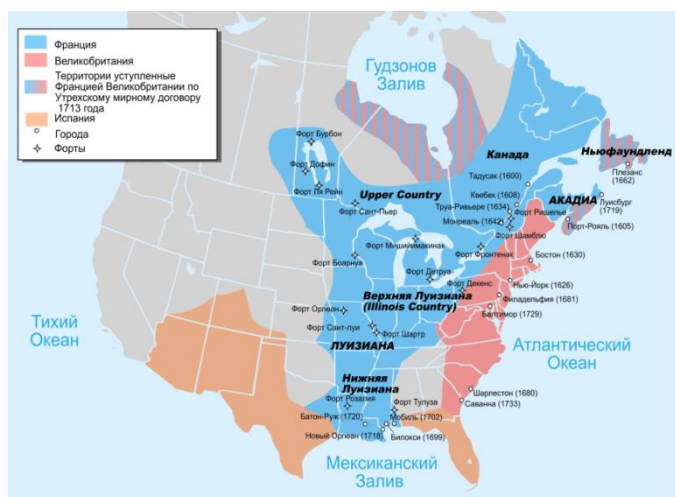 Франция
Великобритания
Территории уступленные
Францией Великобритании по
Утрехскому мирному договору
1713 года
Испания
Города
Форты
Гудзонов
Залив
Форт Бурбон
Форт Дофин
Форт Ля Рейн
Форт Сант-Пьер
Upper Country
Канада
Ньюфаундленд
Плезанс
(1662)
Тадусак (1600)
Квебек (1608)
АКАДИА
Луисбург
(1719)
Труа-Ривьере (1634)
Форт Ришелье
Монреаль (1642)
Порт-Рояль (1605)
Форт Шамблю
Форт Мишилимакинак
Форт Фронтенак
Форт Боарнуа
Бостон (1630)
Форт Детруа
Форт Декенс
Нью-Йорк (1626)
Верхняя Луизиана
(Illinois Country)
Филадельфия (1681)
Форт Орлеан
Балтимор (1729)
Тихий
Океан
Форт Сант-луи
Форт Шартр
ЛУИЗИАНА
Атлантический
Океан
Нижняя
Луизиана
Шарлестон (1680)
Форт Розалия
Форт Тулуза
Саванна (1733)
Батон-Руж (1720)
Мобиль (1702)
Новый Орлеан (1718)
Билокси (1699)
Мексиканский
Залив